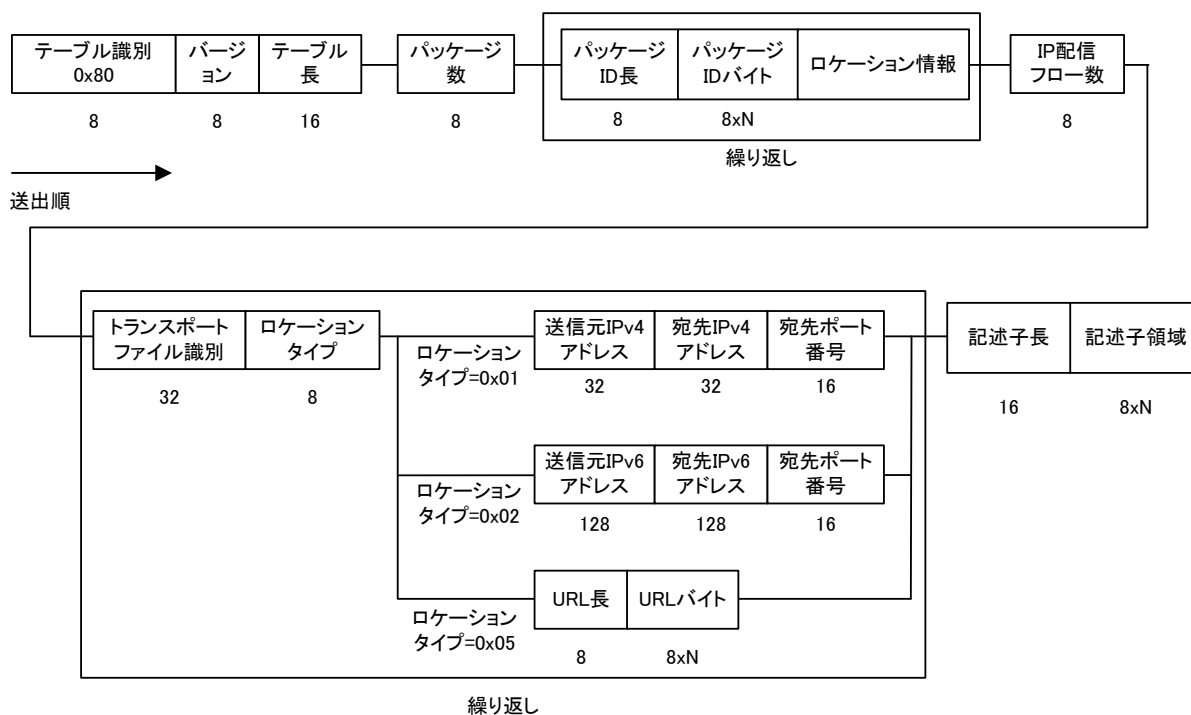 テーブル識別
0x80
バージ
ョン
テーブル
長
パッケージ
数
パッケージ
ID長
パッケージ
IDバイト
ロケーション情報
IP配信
フロー数
8
8
16
8
8
8xN
8
繰り返し
送出順
トランスポート
ファイル識別
ロケーション
タイプ
ロケーション
タイプ=0x01
送信元IPv4
アドレス
宛先IPv4
アドレス
宛先ポート
番号
記述子長
記述子領域
32
8
32
32
16
16
8xN
ロケーション
タイプ=0x02
送信元IPv6
アドレス
宛先IPv6
アドレス
宛先ポート
番号
128
128
16
ロケーション
タイプ=0x05
URL長
URLバイト
8
8xN
繰り返し